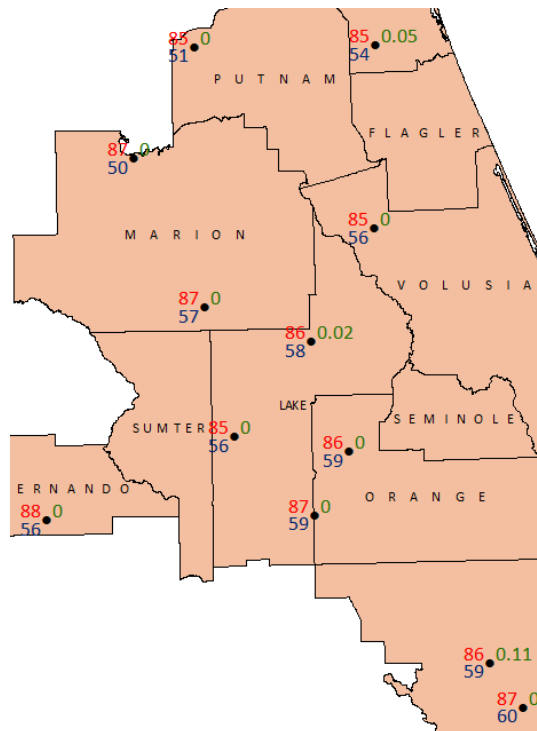 85 0
51
85 0.05
54
PUTNAM
FLAGLER
87 0
50
85 0
56
MARION
VOLUSIA
87 0
57
86 0.02
58
LAKE
SEMINOLE
SUMTER
85 0
56
86 0
59
ERNANDO
ORANGE
88 0
56
87 0
59
86 0.11
59
87 0
60